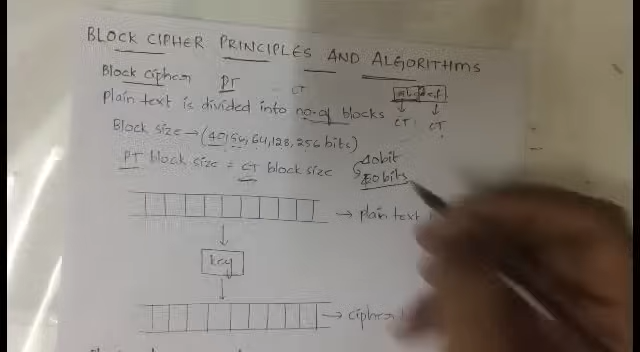 BLOCK CIPHER PRINCIPLES AND ALGORITHMS
Block cipher PT
CT
Plain text is divided into no.of blocks
CT CT
Block size → (40, 56, 64, 128, 256 bits)
PT block size = CT block size
40bit
50 bits
→ plain text
key
→ cipher